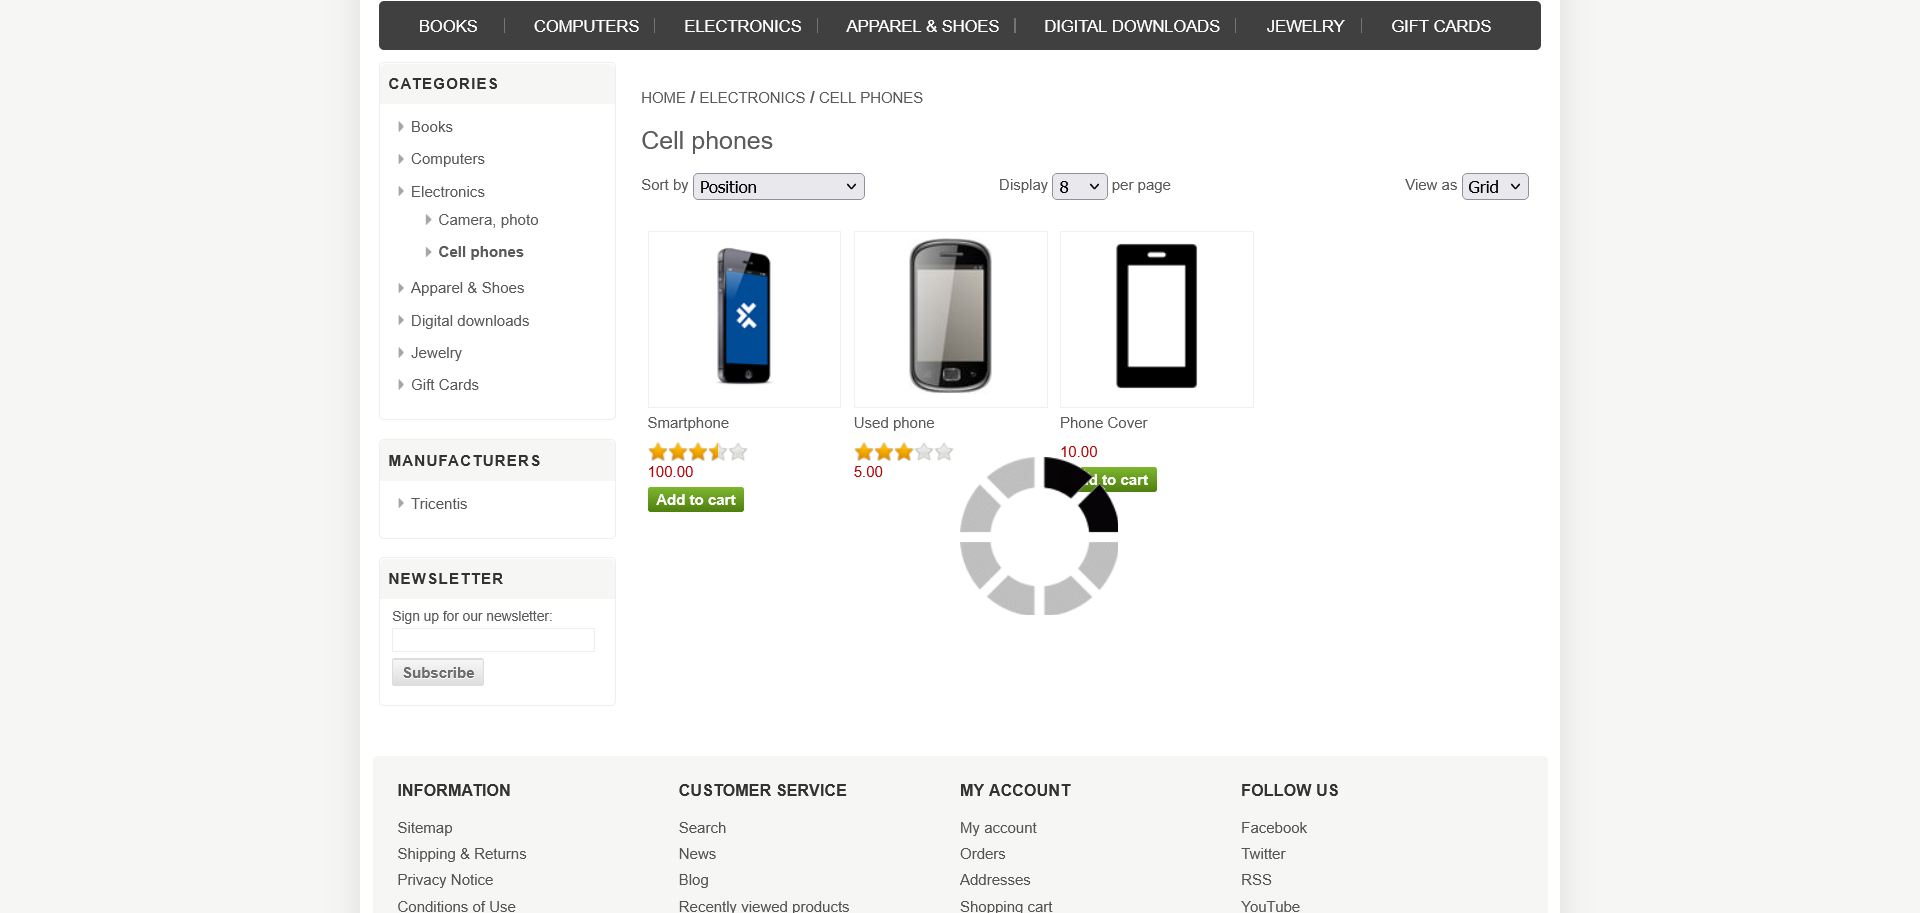 BOOKS
COMPUTERS
ELECTRONICS
APPAREL & SHOES
DIGITAL DOWNLOADS
JEWELRY
GIFT CARDS
CATEGORIES
Books
Computers
Electronics
Camera, photo
Cell phones
Apparel & Shoes
Digital downloads
Jewelry
Gift Cards
MANUFACTURERS
Tricentis
NEWSLETTER
Sign up for our newsletter:
Subscribe
HOME / ELECTRONICS / CELL PHONES
Cell phones
Sort by Position
Display 8 per page
View as Grid
Smartphone
100.00
Add to cart
Used phone
5.00
Phone Cover
10.00
d to cart
INFORMATION
Sitemap
Shipping & Returns
Privacy Notice
Conditions of Use
CUSTOMER SERVICE
Search
News
Blog
Recently viewed products
MY ACCOUNT
My account
Orders
Addresses
Shopping cart
FOLLOW US
Facebook
Twitter
RSS
YouTube